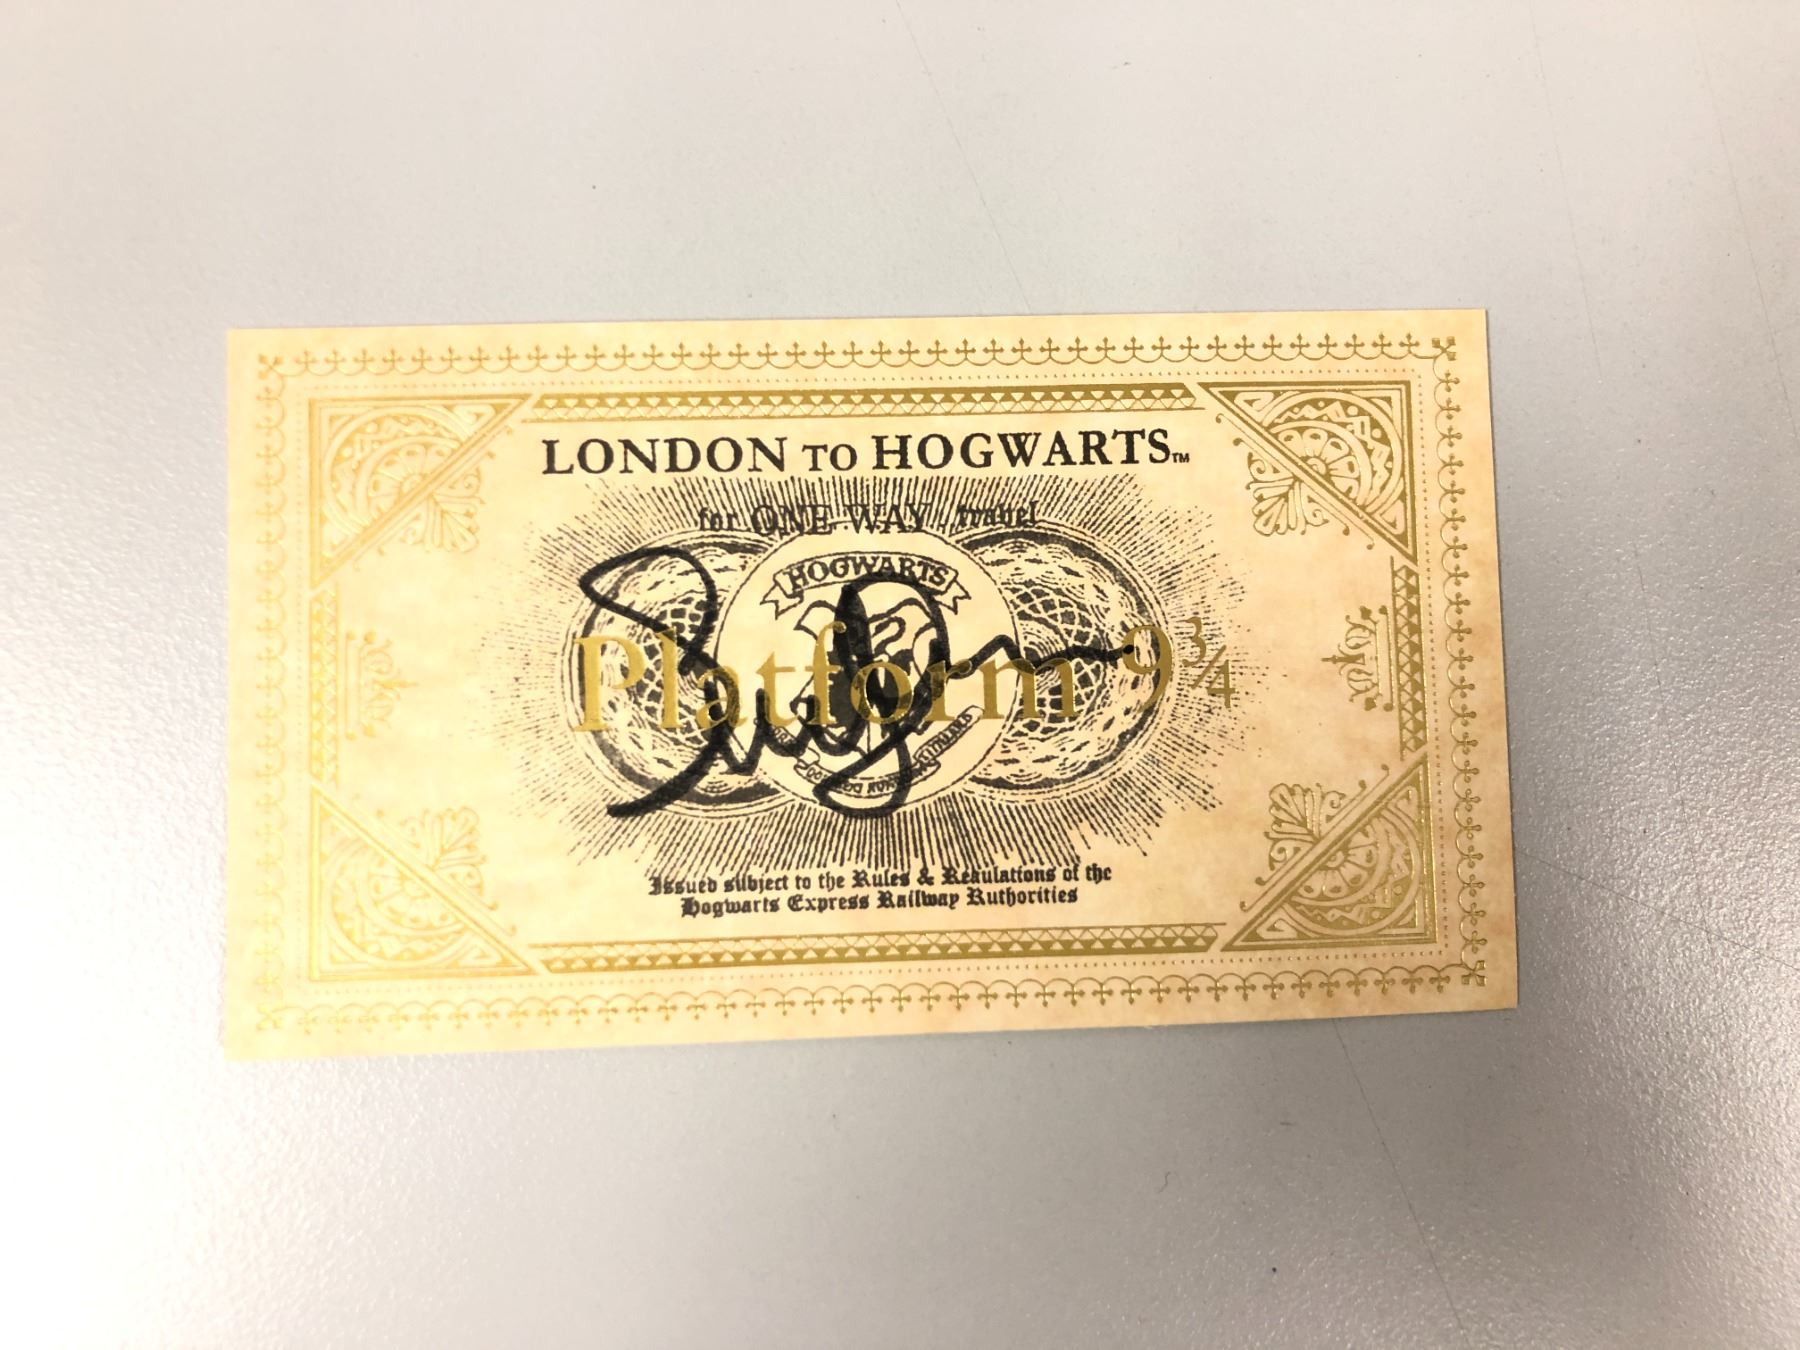 LONDON TO HOGWARTS™
for ONE WAY travel
HOGWARTS
Platform 9¾
Issued subject to the Rules & Regulations of the
Hogwarts Express Railway Authorities